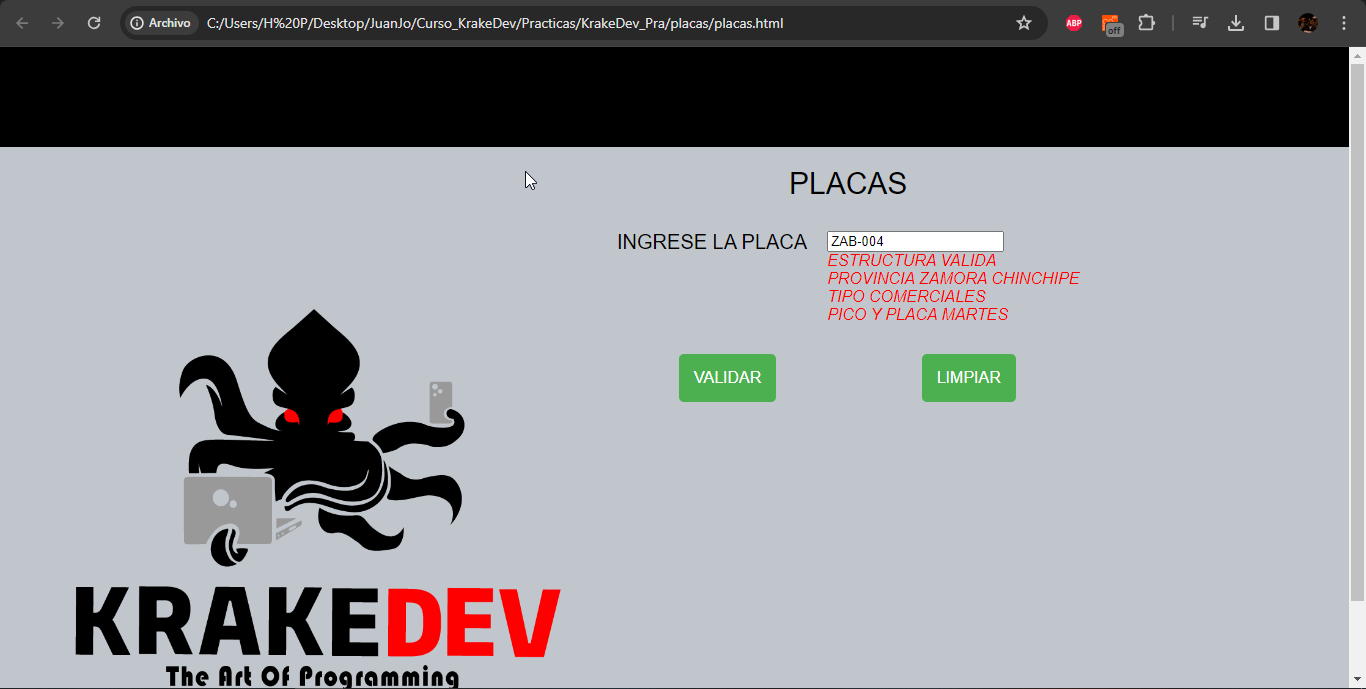 Archivo
C:/Users/H%20P/Desktop/JuanJo/Curso_KrakeDev/Practicas/KrakeDev_Pra/placas/placas.html
ABP
off
PLACAS
INGRESE LA PLACA
ZAB-004
ESTRUCTURA VALIDA
PROVINCIA ZAMORA CHINCHIPE
TIPO COMERCIALES
PICO Y PLACA MARTES
VALIDAR
LIMPIAR
KRAKEDEV
The Art Of Programming